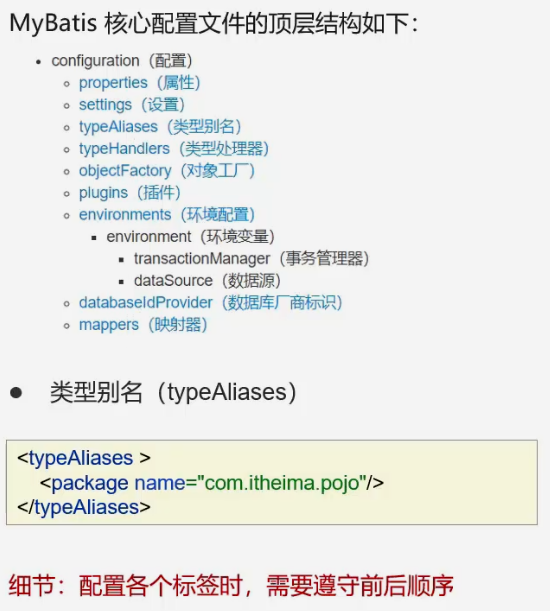 MyBatis 核心配置文件的顶层结构如下：
• configuration（配置）
◦ properties（属性）
◦ settings（设置）
◦ typeAliases（类型别名）
◦ typeHandlers（类型处理器）
◦ objectFactory（对象工厂）
◦ plugins（插件）
◦ environments（环境配置）
▪ environment（环境变量）
▪ transactionManager（事务管理器）
▪ dataSource（数据源）
◦ databaseIdProvider（数据库厂商标识）
◦ mappers（映射器）
● 类型别名（typeAliases）
<typeAliases >
<package name="com.itheima.pojo"/>
</typeAliases>
细节：配置各个标签时，需要遵守前后顺序